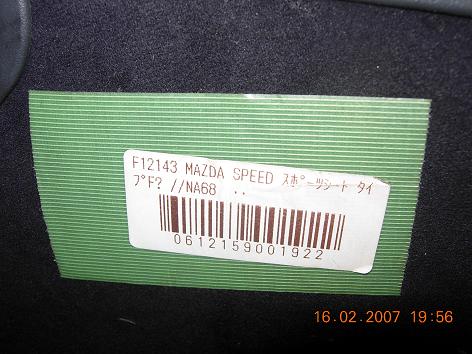 F12143 MAZDA SPEED ｽﾎﾟｰﾂｼｰﾄ ﾀｲ
ﾌﾟF? //NA68 ..
0612159001922
16.02.2007 19:56